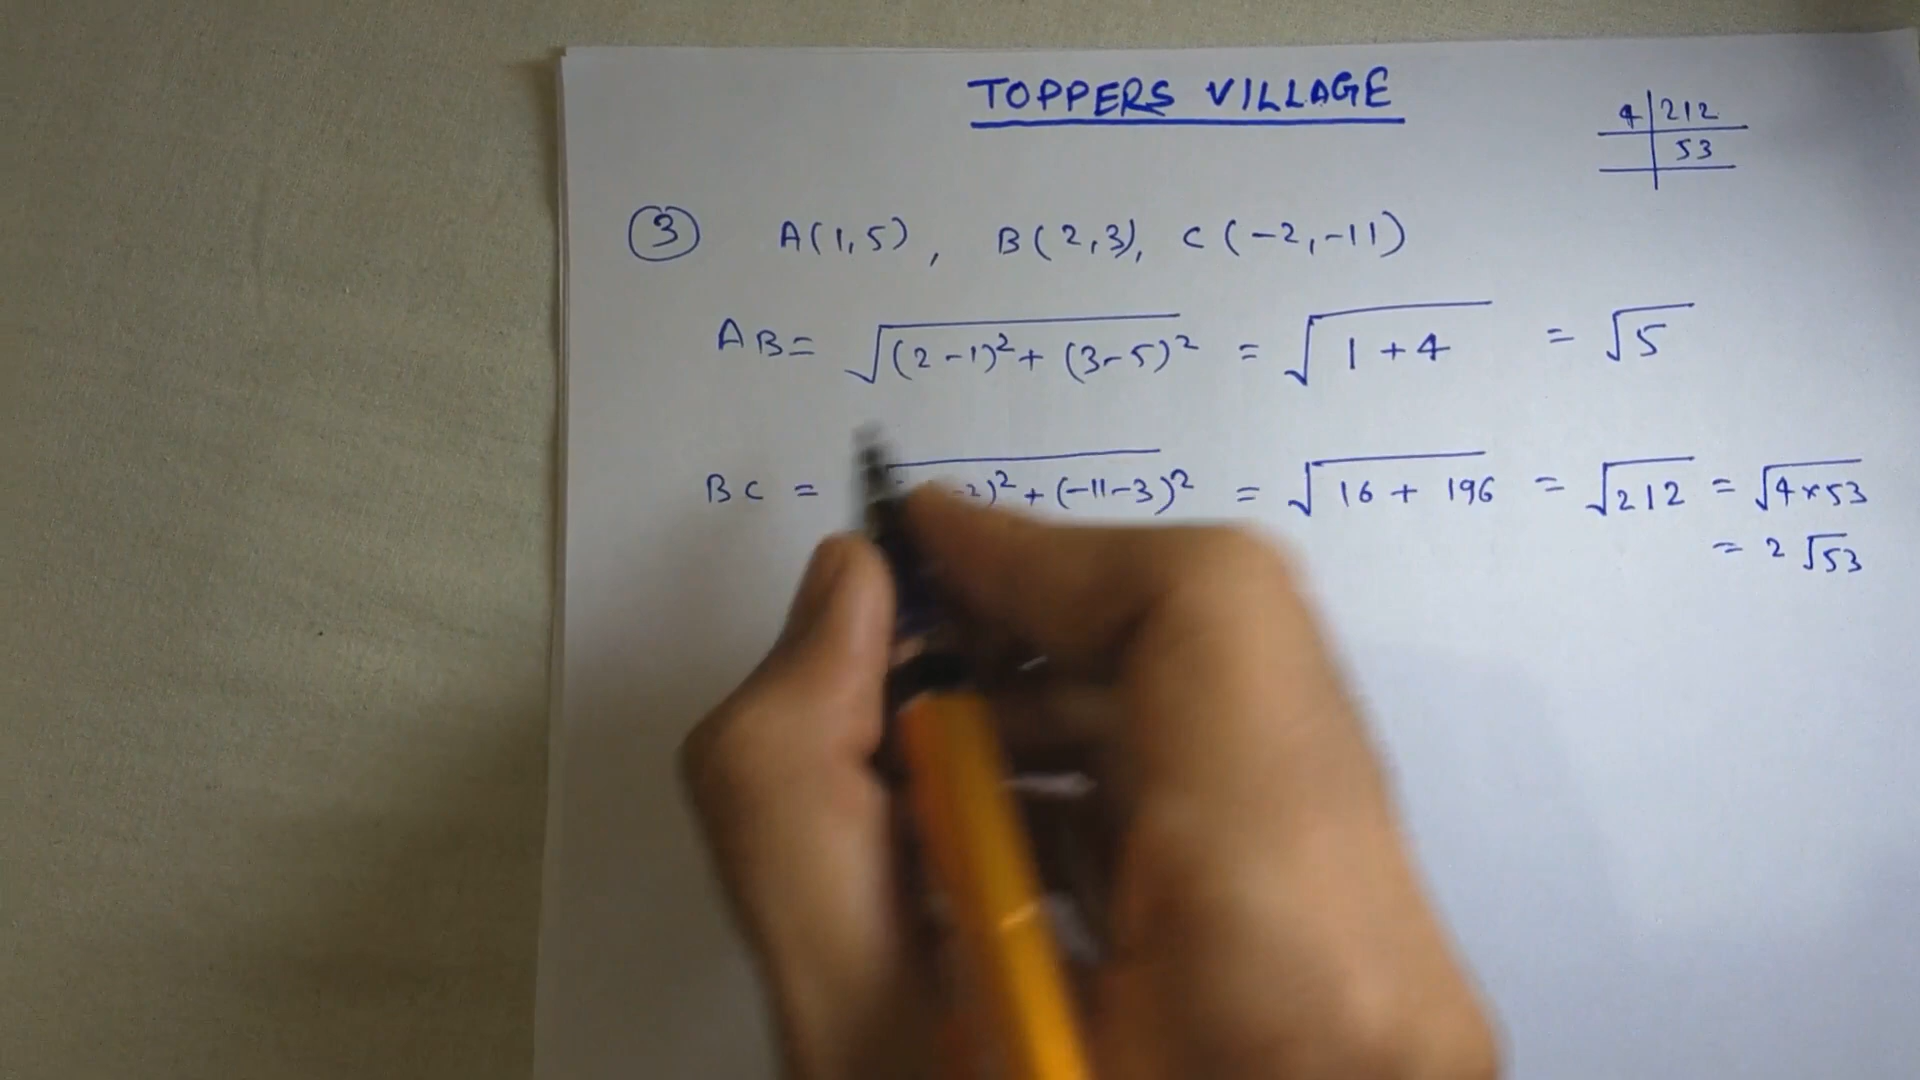 TOPPERS VILLAGE
4 | 212
53
③ A(1,5), B(2,3), C(-2,-11)
AB= √(2-1)²+(3-5)² = √1+4 = √5
BC = -2)²+(-11-3)² = √16+196 = √212 = √4×53
= 2√53